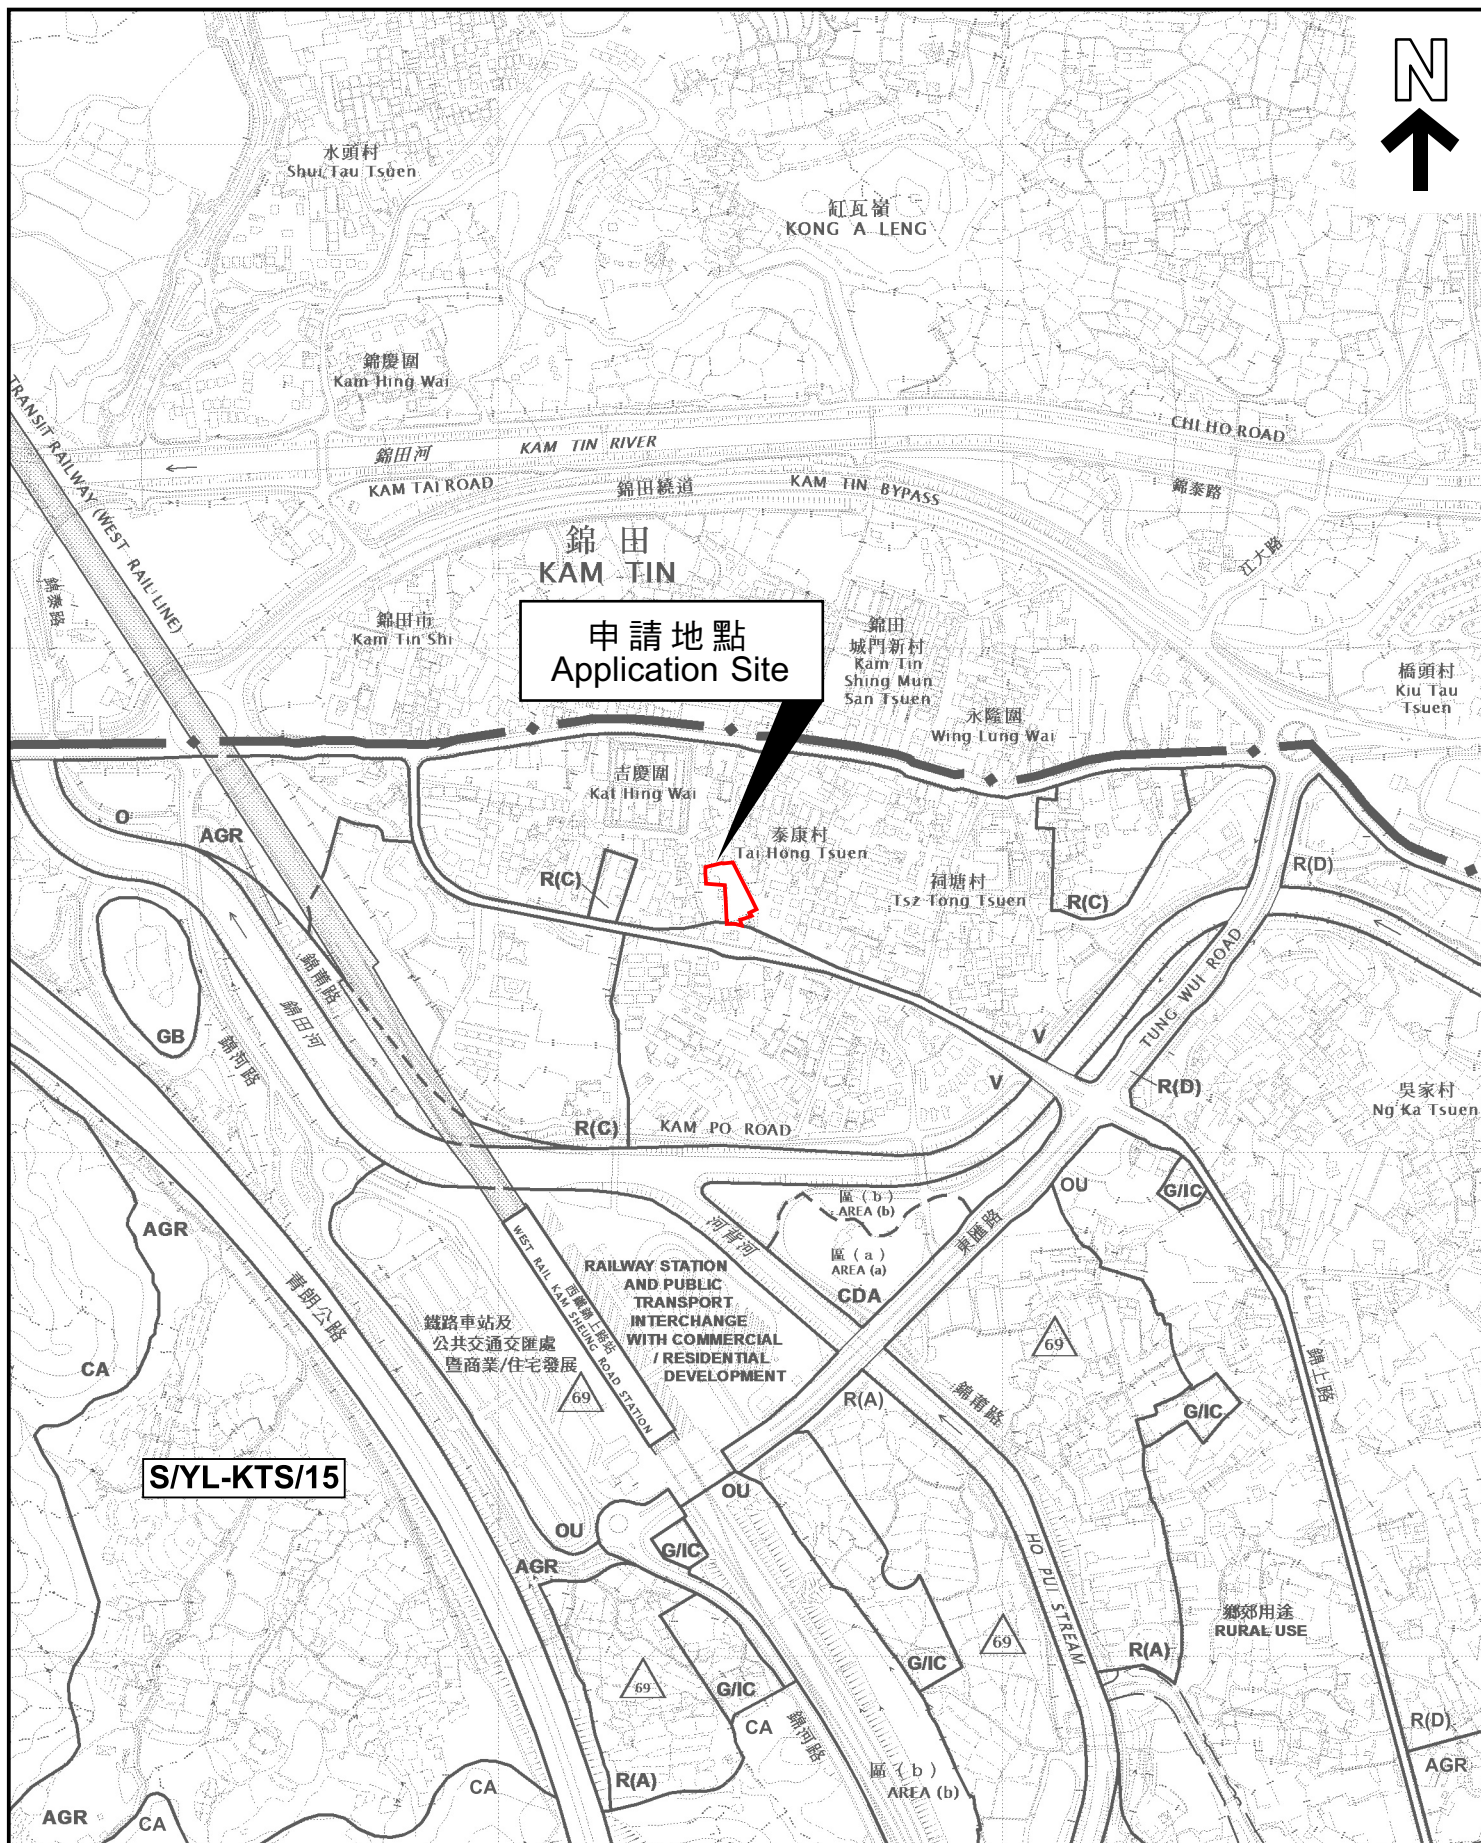 N
水頭村
Shui Tau Tsuen
缸瓦嶺
KONG A LENG
錦慶圍
Kam Hing Wai
TRANSIT RAILWAY (WEST RAIL LINE)
錦田河
KAM TIN RIVER
CHI HO ROAD
KAM TAI ROAD
錦田繞道
KAM TIN BYPASS
錦泰路
江大路
錦泰路
錦田
KAM TIN
錦田市
Kam Tin Shi
申請地點
Application Site
錦田
城門新村
Kam Tin
Shing Mun
San Tsuen
橋頭村
Kiu Tau
Tsuen
永隆圍
Wing Lung Wai
吉慶圍
Kat Hing Wai
O
AGR
泰康村
Tai Hong Tsuen
R(C)
祠塘村
Tsz Tong Tsuen
R(C)
R(D)
錦莆路
錦田河
GB
錦河路
TUNG WUI ROAD
V
V
R(D)
吳家村
Ng Ka Tsuen
R(C)
KAM PO ROAD
OU
G/IC
區 ( b )
AREA (b)
河背河
東匯路
AGR
區 ( a )
AREA (a)
CDA
青朗公路
WEST RAIL KAM SHEUNG ROAD STATION
西鐵錦上路站
RAILWAY STATION
AND PUBLIC
TRANSPORT
INTERCHANGE
WITH COMMERCIAL
/ RESIDENTIAL
DEVELOPMENT
鐵路車站及
公共交通交匯處
暨商業/住宅發展
69
69
錦上路
CA
R(A)
錦莆路
G/IC
S/YL-KTS/15
OU
OU
G/IC
AGR
HO PUI STREAM
鄉郊用途
RURAL USE
69
69
R(A)
G/IC
G/IC
CA
錦河路
R(D)
區 ( b )
AREA (b)
AGR
R(A)
CA
AGR
CA